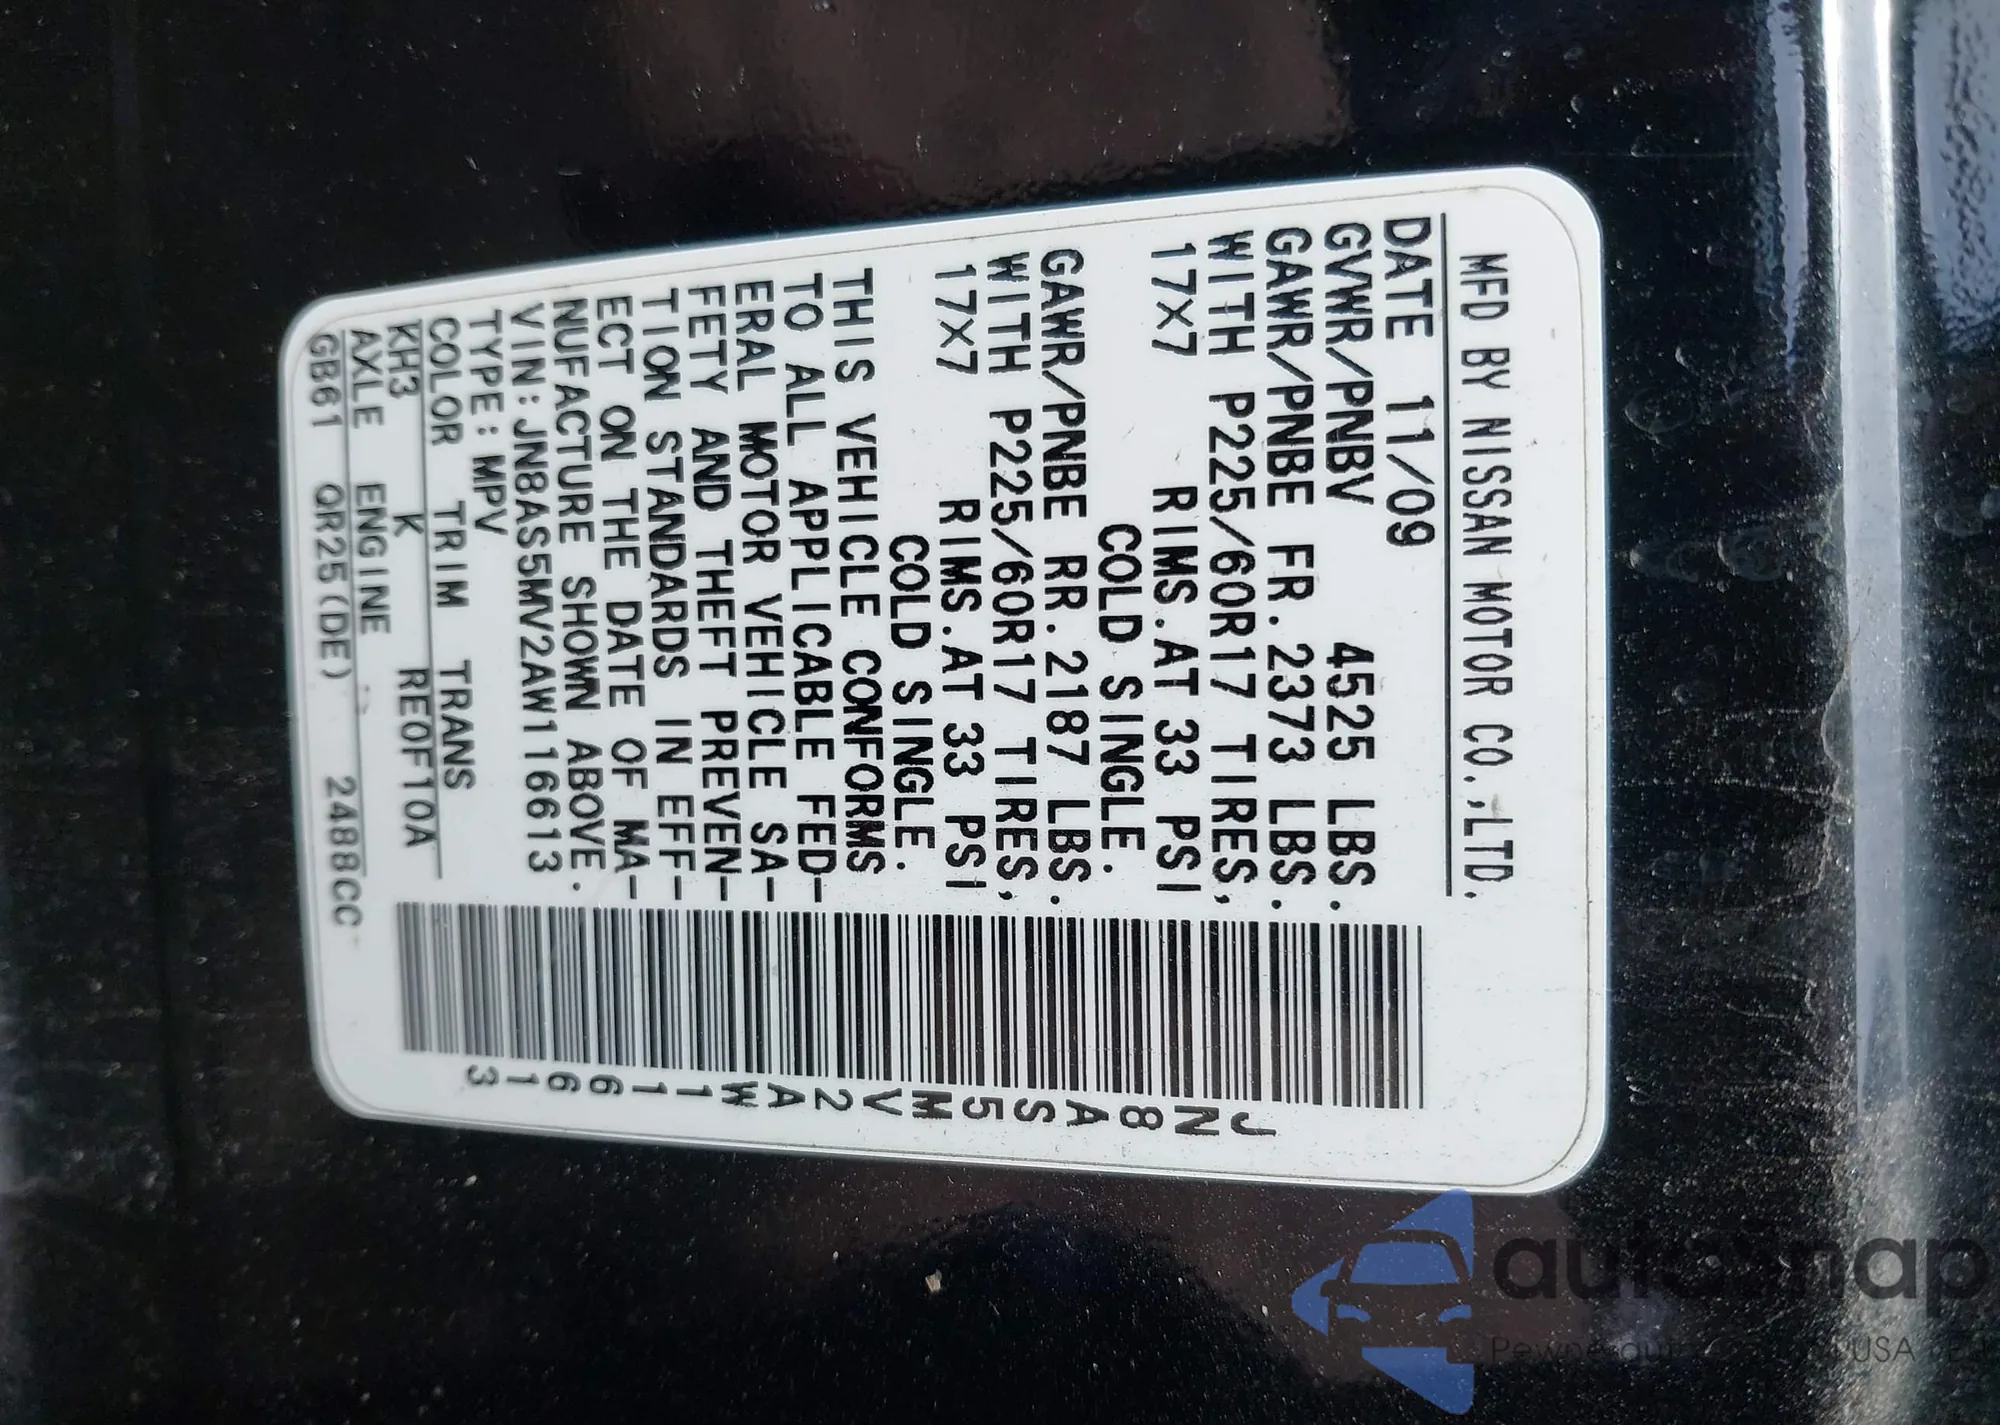 MFD BY NISSAN MOTOR CO.,LTD.
DATE 11/09
GVWR/PNBV 4525 LBS.
GAWR/PNBE FR.2373 LBS.
WITH P225/60R17 TIRES,
17X7 RIMS.AT 33 PSI
COLD SINGLE.
GAWR/PNBE RR.2187 LBS.
WITH P225/60R17 TIRES,
17X7 RIMS.AT 33 PSI
COLD SINGLE.
THIS VEHICLE CONFORMS
TO ALL APPLICABLE FED-
ERAL MOTOR VEHICLE SA-
FETY AND THEFT PREVEN-
TION STANDARDS IN EFF-
ECT ON THE DATE OF MA-
NUFACTURE SHOWN ABOVE.
VIN:JN8AS5MV2AW116613
TYPE:MPV
COLOR TRIM TRANS
KH3 K RE0F10A
AXLE ENGINE
GB61 QR25(DE) 2488CC
JN8AS5MV2AW116613
autosnap
USA